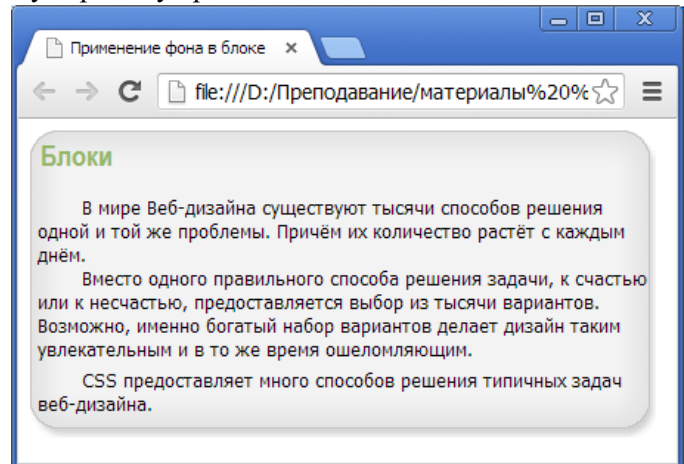 Применение фона в блоке
file:///D:/Преподавание/материалы%20%
Блоки
В мире Веб-дизайна существуют тысячи способов решения
одной и той же проблемы. Причём их количество растёт с каждым
днём.
Вместо одного правильного способа решения задачи, к счастью
или к несчастью, предоставляется выбор из тысячи вариантов.
Возможно, именно богатый набор вариантов делает дизайн таким
увлекательным и в то же время ошеломляющим.
CSS предоставляет много способов решения типичных задач
веб-дизайна.